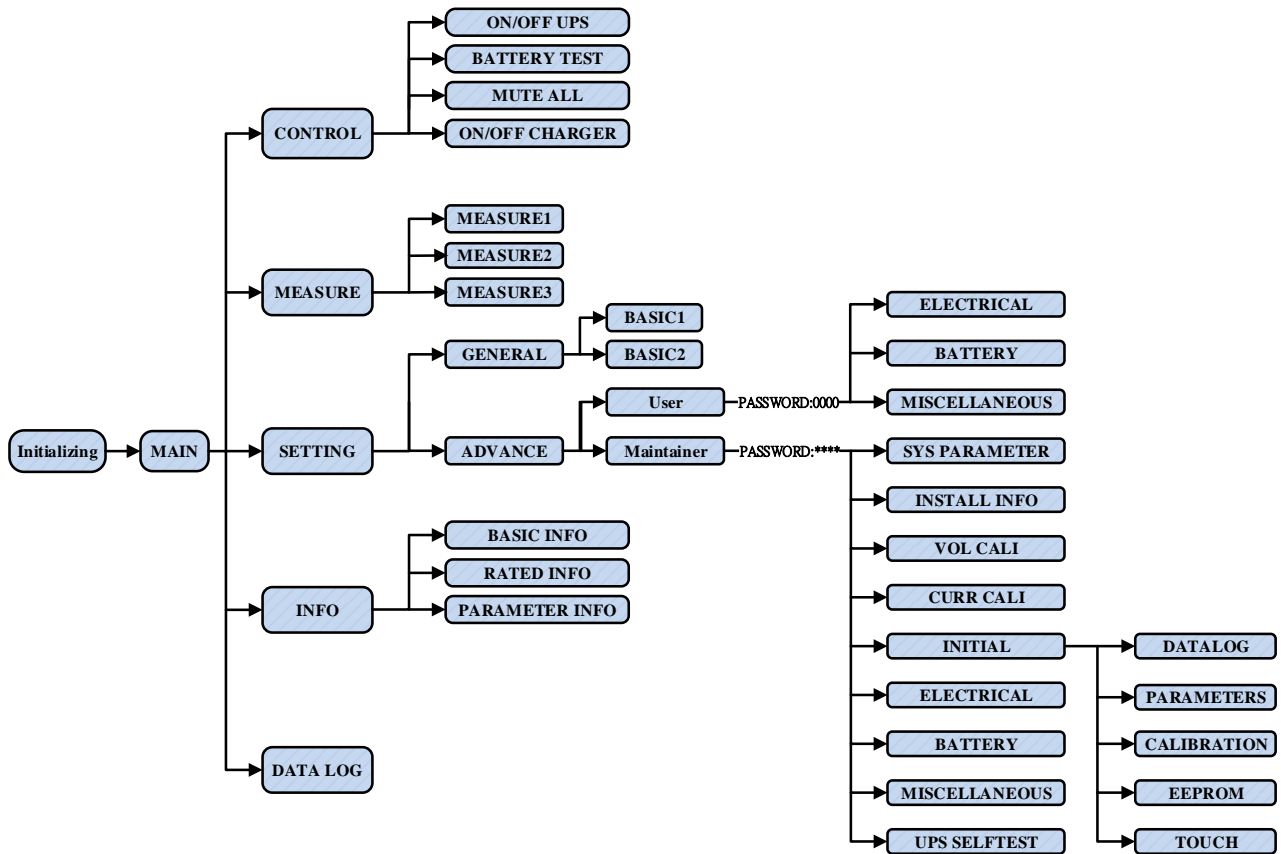 Initializing
MAIN
CONTROL
ON/OFF UPS
BATTERY TEST
MUTE ALL
ON/OFF CHARGER
MEASURE
MEASURE1
MEASURE2
MEASURE3
SETTING
GENERAL
BASIC1
BASIC2
ADVANCE
User
PASSWORD:0000
ELECTRICAL
BATTERY
MISCELLANEOUS
Maintainer
PASSWORD:****
SYS PARAMETER
INSTALL INFO
VOL CALI
CURR CALI
INITIAL
DATALOG
PARAMETERS
CALIBRATION
EEPROM
TOUCH
ELECTRICAL
BATTERY
MISCELLANEOUS
UPS SELFTEST
INFO
BASIC INFO
RATED INFO
PARAMETER INFO
DATA LOG